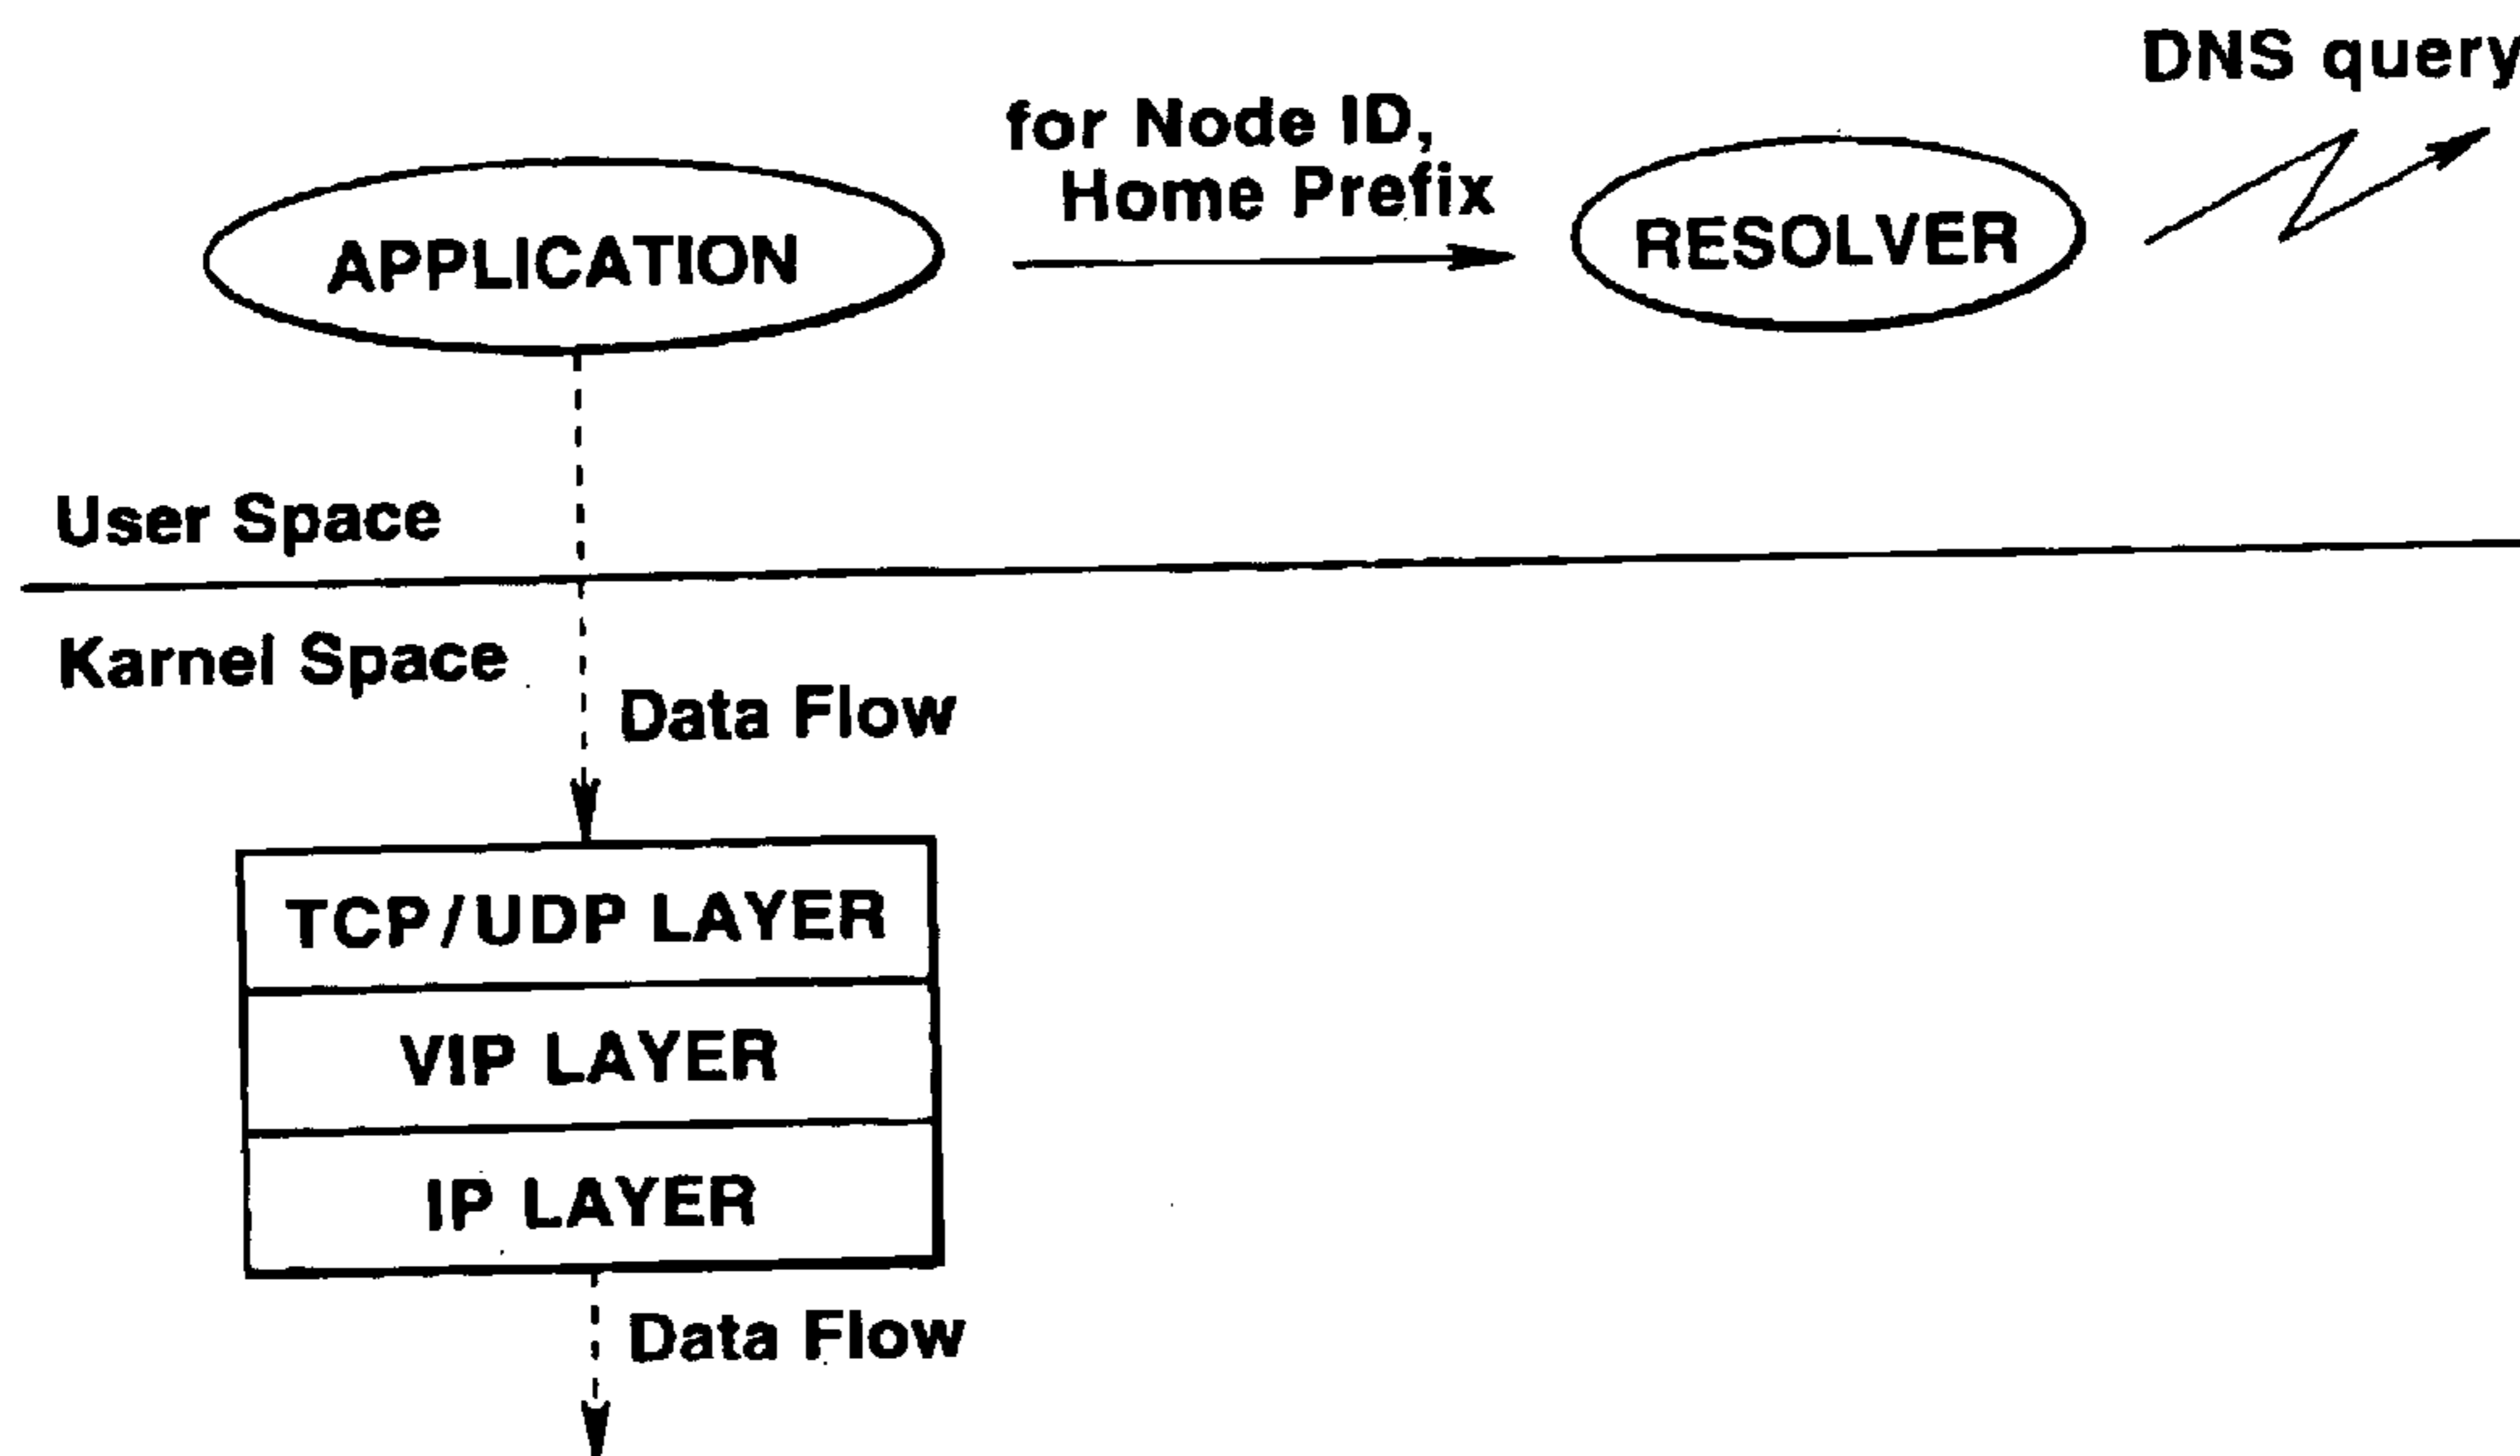 DNS query
for Node ID,
Home Prefix
APPLICATION
RESOLVER
User Space
Karnel Space
Data Flow
TCP/UDP LAYER
VIP LAYER
IP LAYER
Data Flow